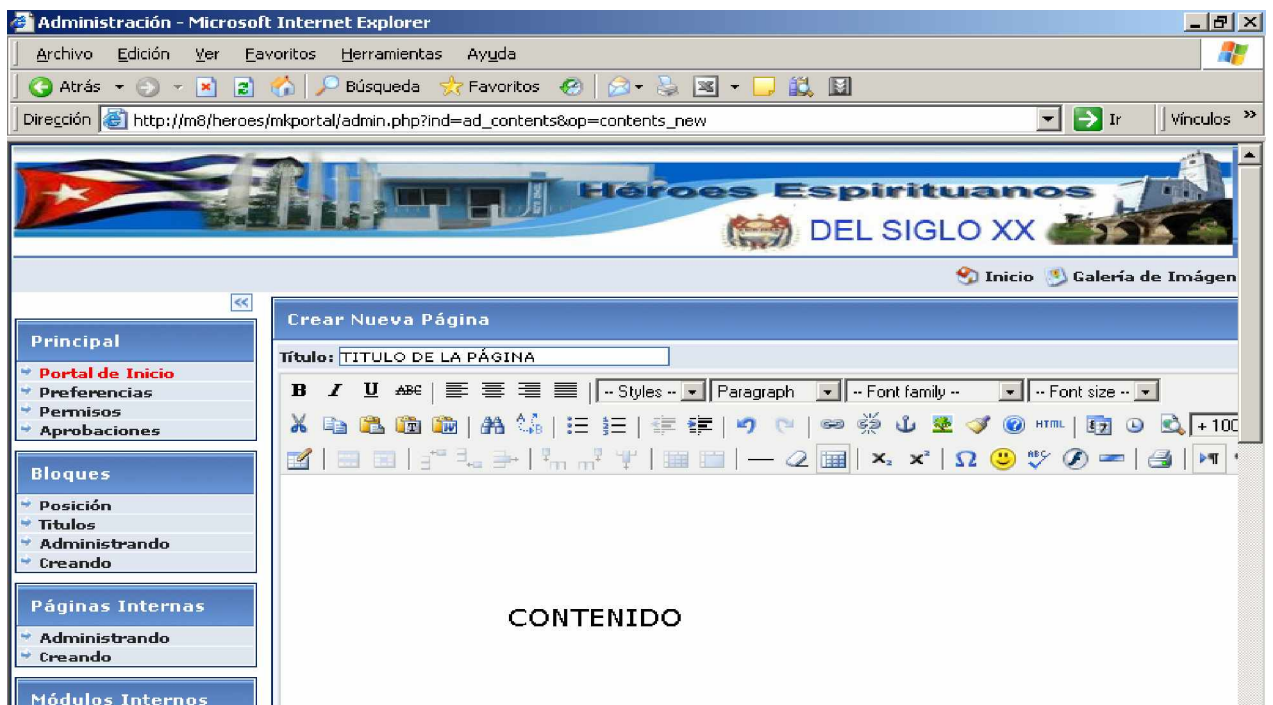 Administración - Microsoft Internet Explorer
Archivo Edición Ver Favoritos Herramientas Ayuda
Atrás Búsqueda Favoritos
Dirección http://m8/heroes/mkportal/admin.php?ind=ad_contents&op=contents_new Ir Vínculos »
Héroes Espirituanos
DEL SIGLO XX
Inicio Galería de Imágen
Crear Nueva Página
Principal
Título: TITULO DE LA PÁGINA
Portal de Inicio
Preferencias
Permisos
Aprobaciones
B I U ABC -- Styles -- Paragraph -- Font family -- -- Font size --
HTML + 100
Bloques
Posición
Titulos
Administrando
Creando
Páginas Internas
Administrando
Creando
CONTENIDO
Módulos Internos